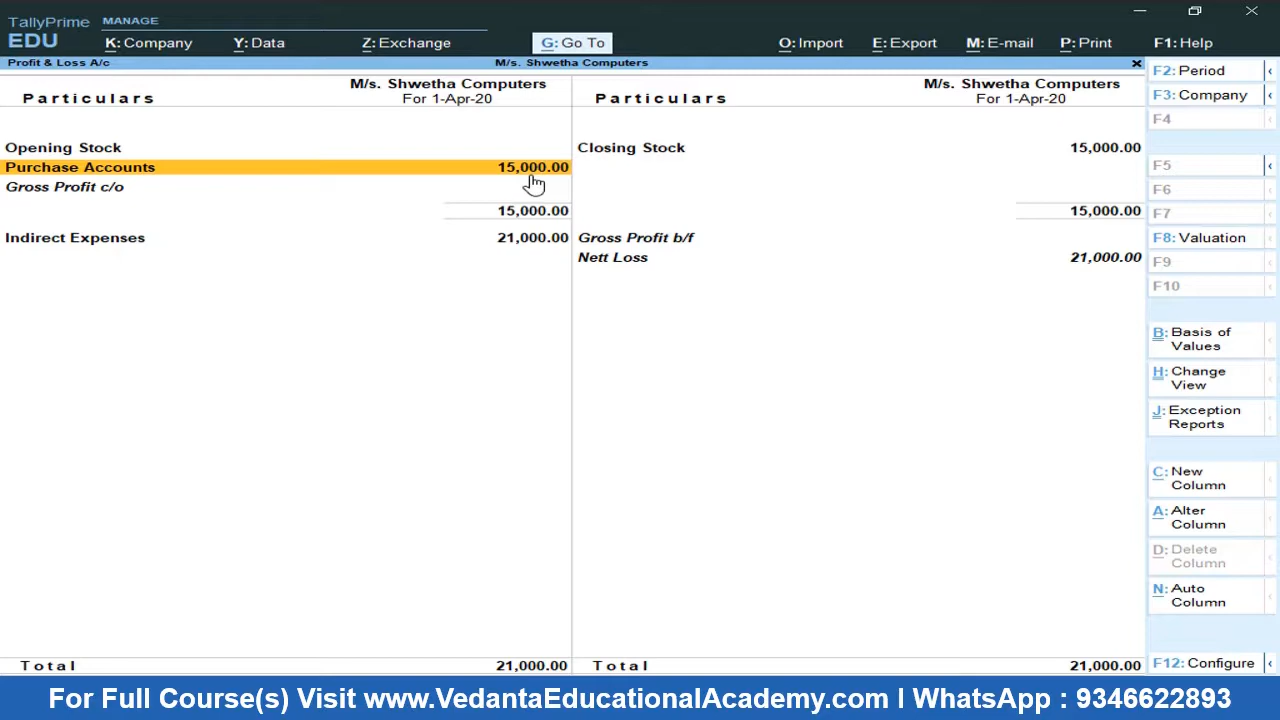 TallyPrime
EDU
MANAGE
K: Company
Y: Data
Z: Exchange
G: Go To
O: Import
E: Export
M: E-mail
P: Print
F1: Help
Profit & Loss A/c
M/s. Shwetha Computers
Particulars
M/s. Shwetha Computers
For 1-Apr-20
Opening Stock
Purchase Accounts 15,000.00
Gross Profit c/o
15,000.00
Indirect Expenses 21,000.00
Total 21,000.00
Particulars
M/s. Shwetha Computers
For 1-Apr-20
Closing Stock 15,000.00
15,000.00
Gross Profit b/f
Nett Loss 21,000.00
Total 21,000.00
F2: Period
F3: Company
F4
F5
F6
F7
F8: Valuation
F9
F10
B: Basis of
Values
H: Change
View
J: Exception
Reports
C: New
Column
A: Alter
Column
D: Delete
Column
N: Auto
Column
F12: Configure
For Full Course(s) Visit www.VedantaEducationalAcademy.com I WhatsApp : 9346622893